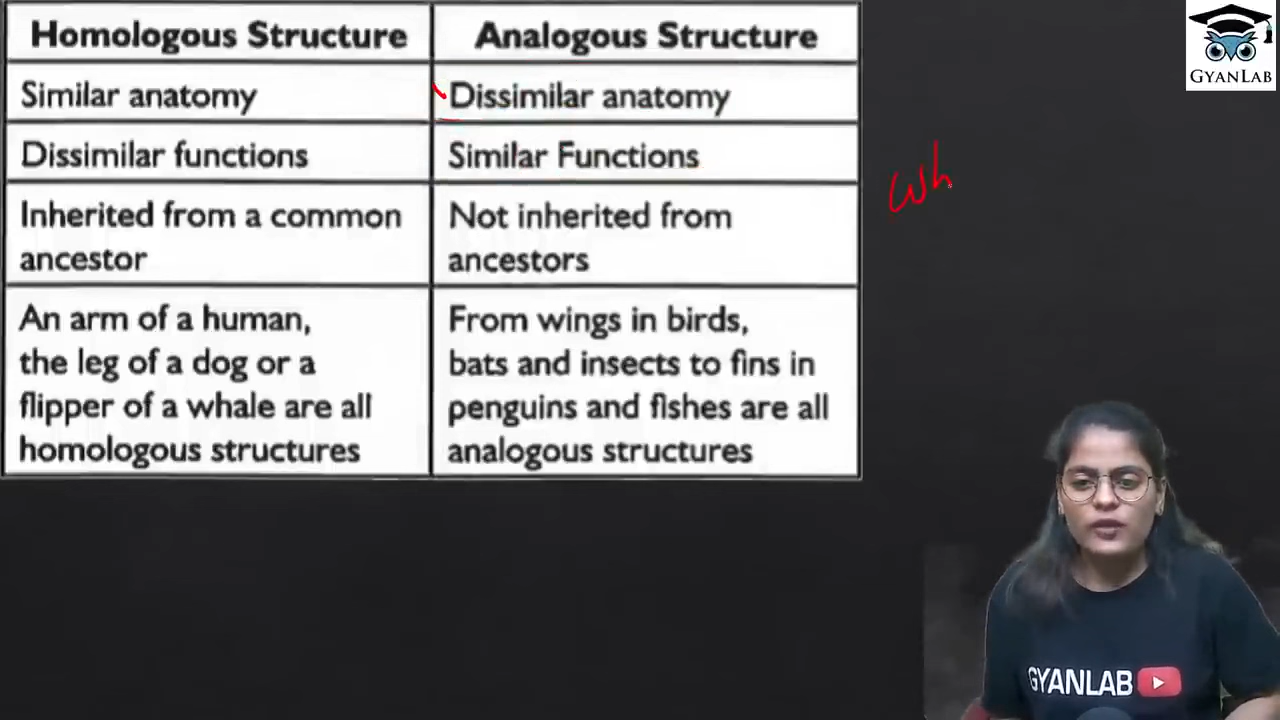 Homologous Structure
Analogous Structure
Similar anatomy
Dissimilar anatomy
Dissimilar functions
Similar Functions
Inherited from a common
ancestor
Not inherited from
ancestors
An arm of a human,
the leg of a dog or a
flipper of a whale are all
homologous structures
From wings in birds,
bats and insects to fins in
penguins and fishes are all
analogous structures
Wh
GYANLAB
GYANLAB